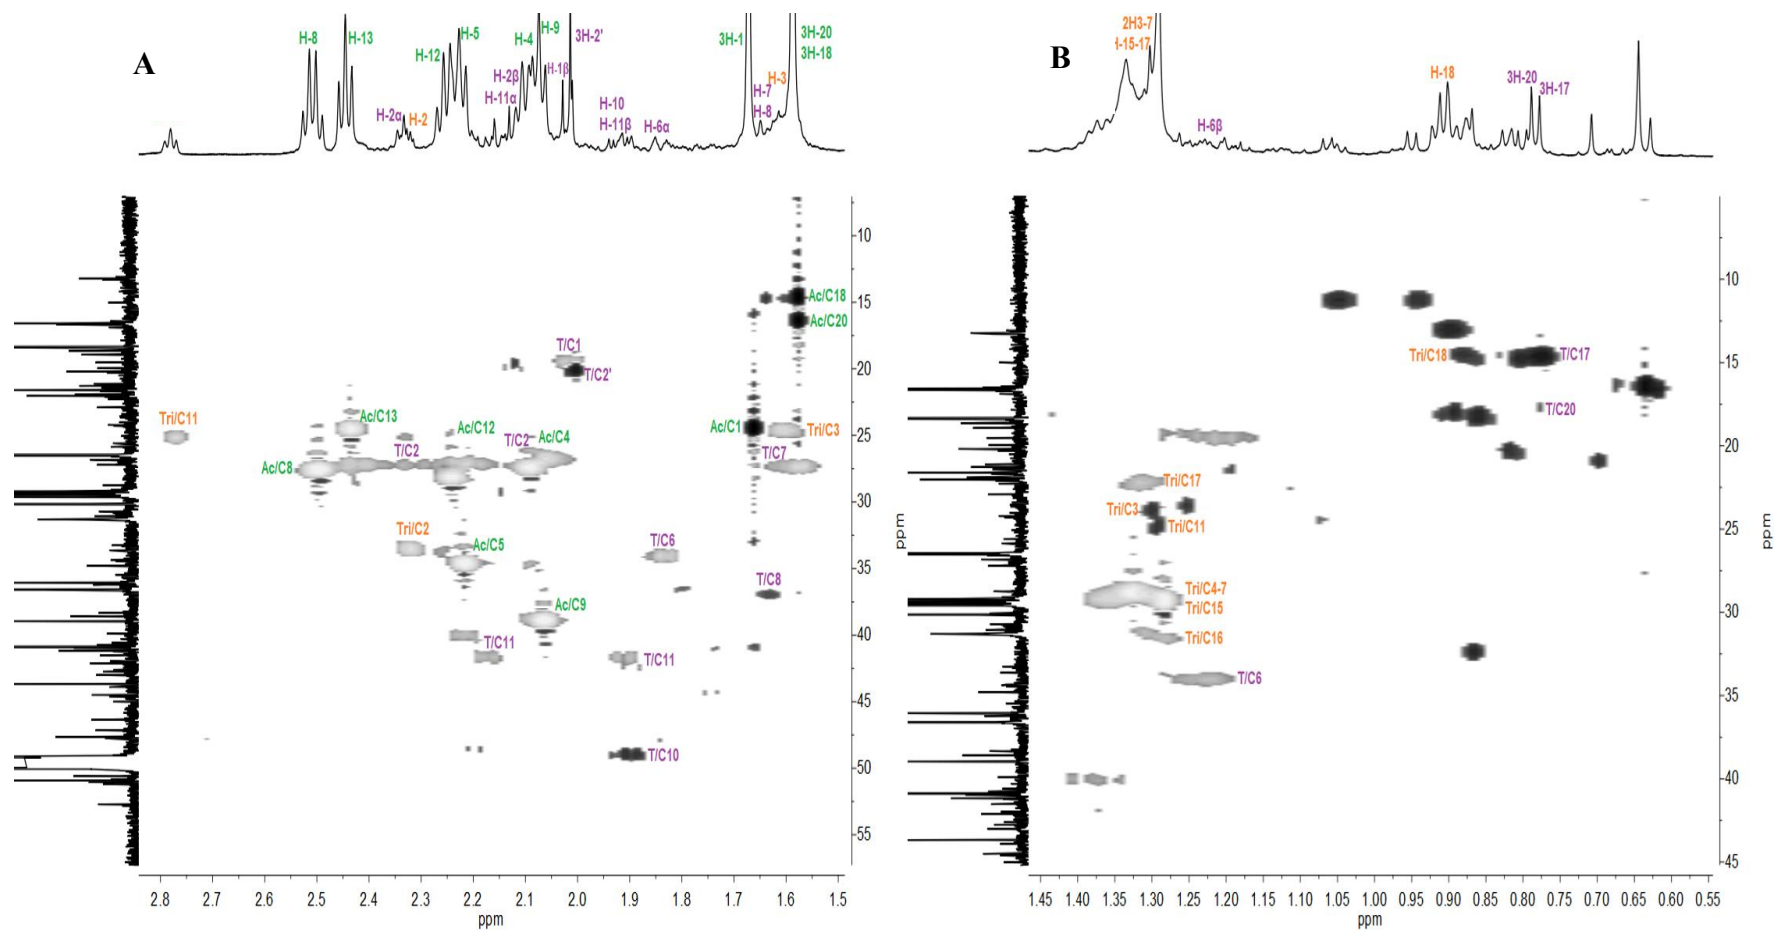 A
H-8
H-13
H-2α
H-2
H-12
H-5
H-2β
H-11α
H-4
H-9
H-1β
3H-2'
H-10
H-11β
H-6α
3H-1
H-7
H-8
H-3
3H-20
3H-18
Ac/C18
Ac/C20
T/C1
T/C2'
Tri/C11
Ac/C13
Ac/C12
T/C2
T/C2
Ac/C4
Ac/C8
Ac/C1
Tri/C3
T/C7
Tri/C2
Ac/C5
T/C6
T/C8
Ac/C9
T/C11
T/C11
T/C10
10
15
20
25
30
35
40
45
50
55
ppm
2.8 2.7 2.6 2.5 2.4 2.3 2.2 2.1 2.0 1.9 1.8 1.7 1.6 1.5
ppm
B
2H3-7
H-15-17
H-6β
H-18
3H-20
3H-17
Tri/C18
T/C17
T/C20
Tri/C17
Tri/C3
Tri/C11
Tri/C4-7
Tri/C15
Tri/C16
T/C6
10
15
20
25
30
35
40
45
ppm
1.45 1.40 1.35 1.30 1.25 1.20 1.15 1.10 1.05 1.00 0.95 0.90 0.85 0.80 0.75 0.70 0.65 0.60 0.55
ppm